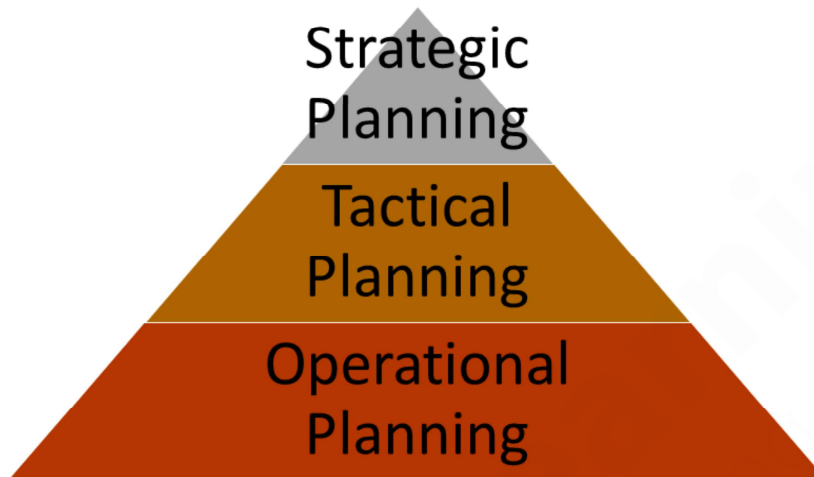 Strategic
Planning
Tactical
Planning
Operational
Planning